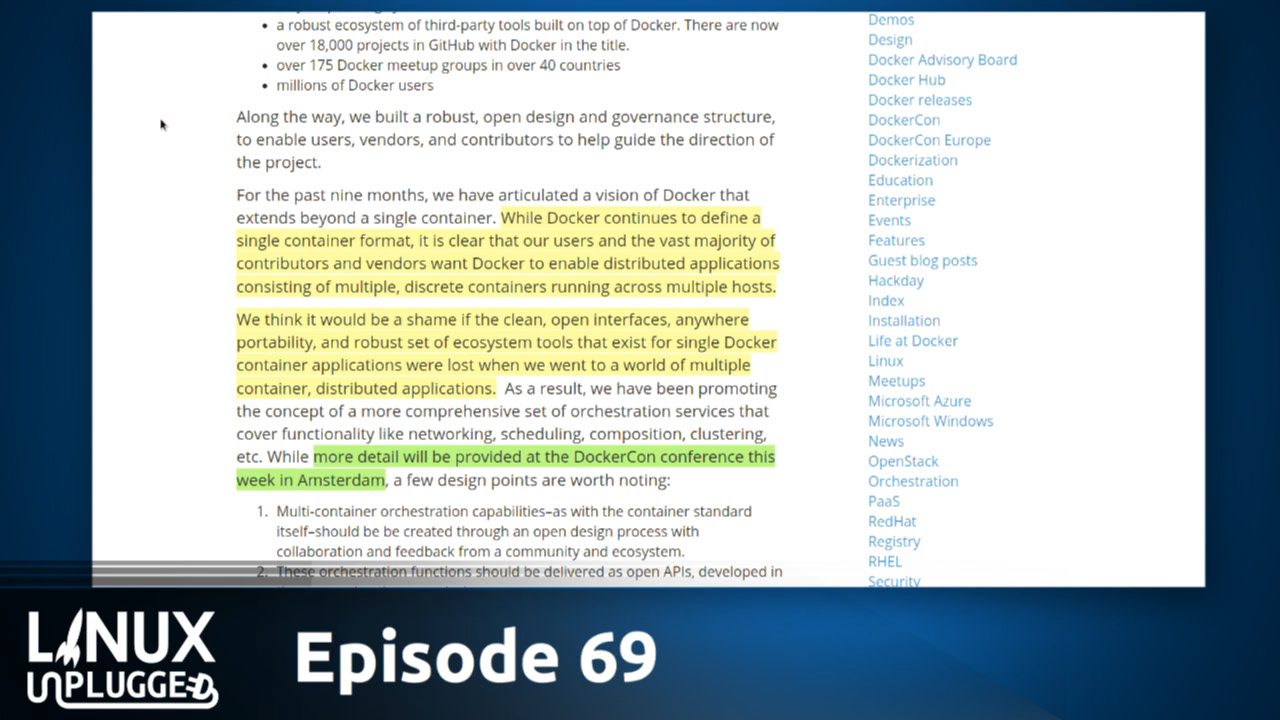 • a robust ecosystem of third-party tools built on top of Docker. There are now
over 18,000 projects in GitHub with Docker in the title.
• over 175 Docker meetup groups in over 40 countries
• millions of Docker users
Along the way, we built a robust, open design and governance structure,
to enable users, vendors, and contributors to help guide the direction of
the project.
For the past nine months, we have articulated a vision of Docker that
extends beyond a single container. While Docker continues to define a
single container format, it is clear that our users and the vast majority of
contributors and vendors want Docker to enable distributed applications
consisting of multiple, discrete containers running across multiple hosts.
We think it would be a shame if the clean, open interfaces, anywhere
portability, and robust set of ecosystem tools that exist for single Docker
container applications were lost when we went to a world of multiple
container, distributed applications. As a result, we have been promoting
the concept of a more comprehensive set of orchestration services that
cover functionality like networking, scheduling, composition, clustering,
etc. While more detail will be provided at the DockerCon conference this
week in Amsterdam, a few design points are worth noting:
1. Multi-container orchestration capabilities–as with the container standard
itself–should be be created through an open design process with
collaboration and feedback from a community and ecosystem.
2. These orchestration functions should be delivered as open APIs, developed in
Demos
Design
Docker Advisory Board
Docker Hub
Docker releases
DockerCon
DockerCon Europe
Dockerization
Education
Enterprise
Events
Features
Guest blog posts
Hackday
Index
Installation
Life at Docker
Linux
Meetups
Microsoft Azure
Microsoft Windows
News
OpenStack
Orchestration
PaaS
RedHat
Registry
RHEL
Security
LINUX
UNPLUGGED
Episode 69